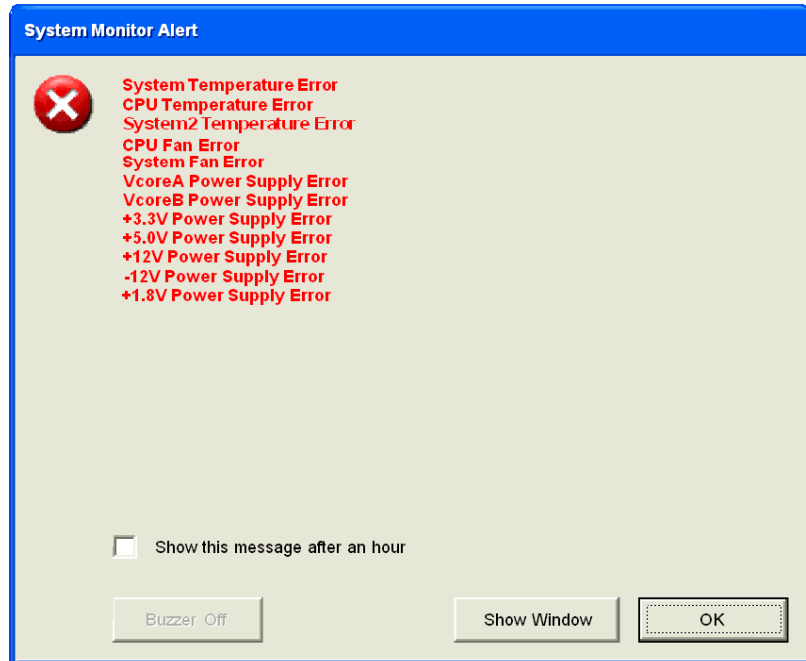 System Monitor Alert
System Temperature Error
CPU Temperature Error
System2 Temperature Error
CPU Fan Error
System Fan Error
VcoreA Power Supply Error
VcoreB Power Supply Error
+3.3V Power Supply Error
+5.0V Power Supply Error
+12V Power Supply Error
-12V Power Supply Error
+1.8V Power Supply Error
Show this message after an hour
Buzzer Off
Show Window
OK